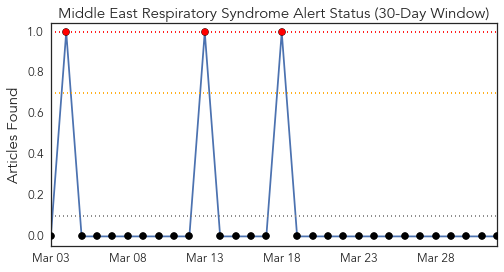 Middle East Respiratory Syndrome Alert Status (30-Day Window)
1.0
0.8
0.6
0.4
0.2
0.0
Articles Found
Mar 03 Mar 08 Mar 13 Mar 18 Mar 23 Mar 28